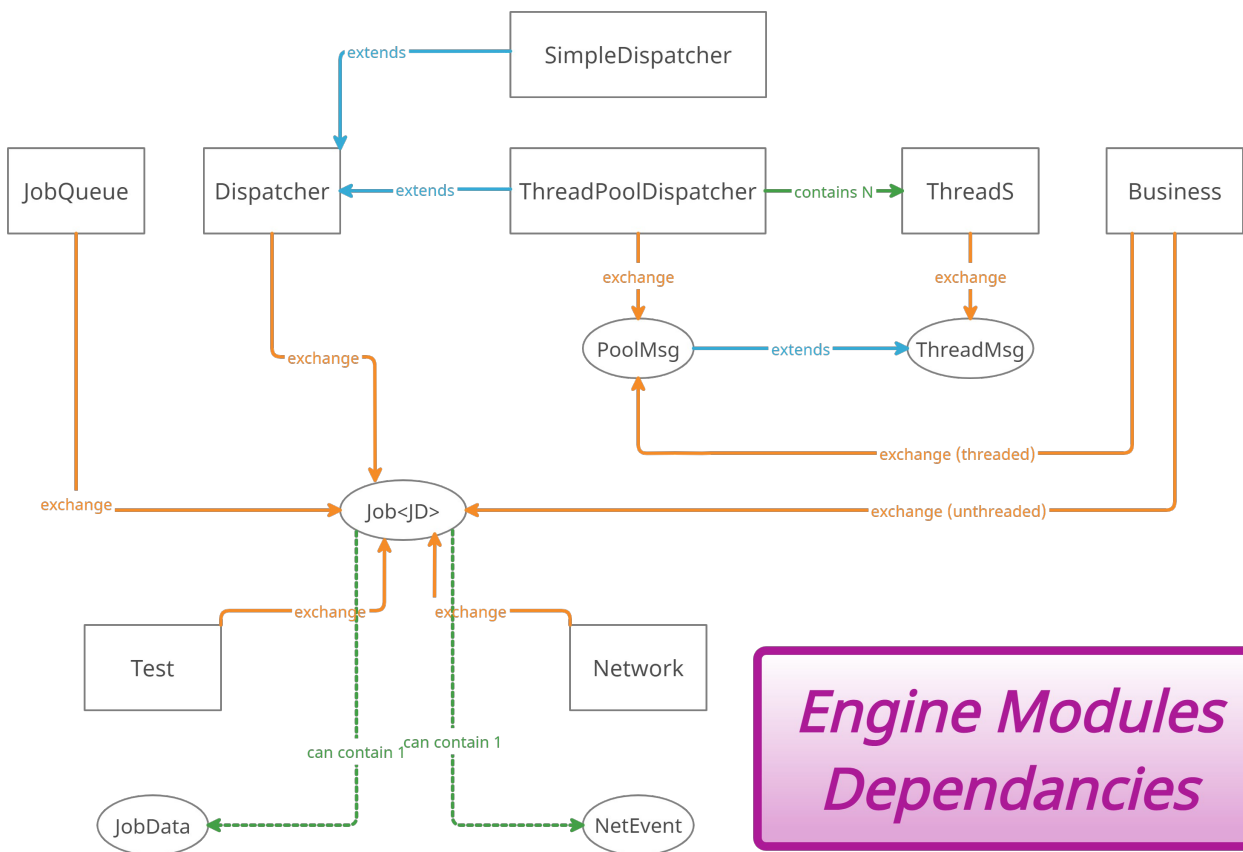 SimpleDispatcher
extends
JobQueue
Dispatcher
extends
ThreadPoolDispatcher
contains N
ThreadS
Business
exchange
exchange
PoolMsg
extends
ThreadMsg
exchange
exchange (threaded)
exchange
Job<JD>
exchange (unthreaded)
exchange
exchange
Test
Network
can contain 1
can contain 1
JobData
NetEvent
Engine Modules
Dependancies